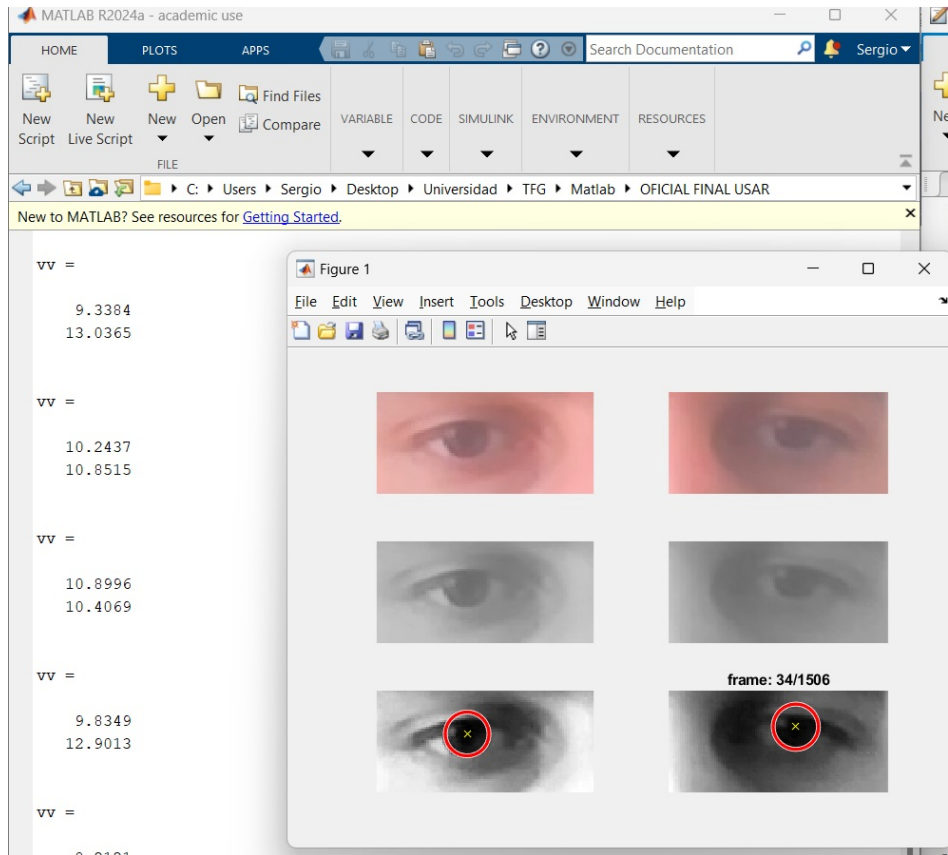 MATLAB R2024a - academic use
HOME PLOTS APPS Search Documentation Sergio
New Script New Live Script New Open Find Files Compare VARIABLE CODE SIMULINK ENVIRONMENT RESOURCES
FILE
C: Users Sergio Desktop Universidad TFG Matlab OFICIAL FINAL USAR
New to MATLAB? See resources for Getting Started.
vv =
9.3384
13.0365
vv =
10.2437
10.8515
vv =
10.8996
10.4069
vv =
9.8349
12.9013
vv =
Figure 1
File Edit View Insert Tools Desktop Window Help
frame: 34/1506